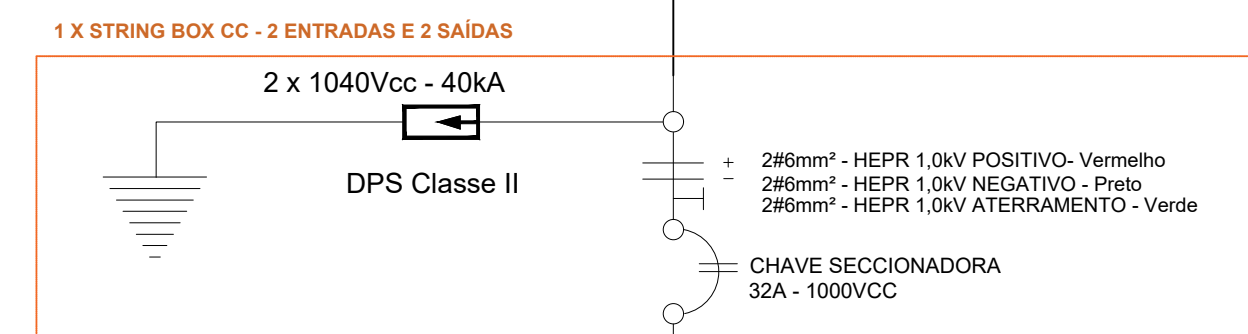 1 X STRING BOX CC - 2 ENTRADAS E 2 SAÍDAS
2 x 1040Vcc - 40kA
DPS Classe II
+ 2#6mm² - HEPR 1,0kV POSITIVO- Vermelho
− 2#6mm² - HEPR 1,0kV NEGATIVO - Preto
2#6mm² - HEPR 1,0kV ATERRAMENTO - Verde
CHAVE SECCIONADORA
32A - 1000VCC